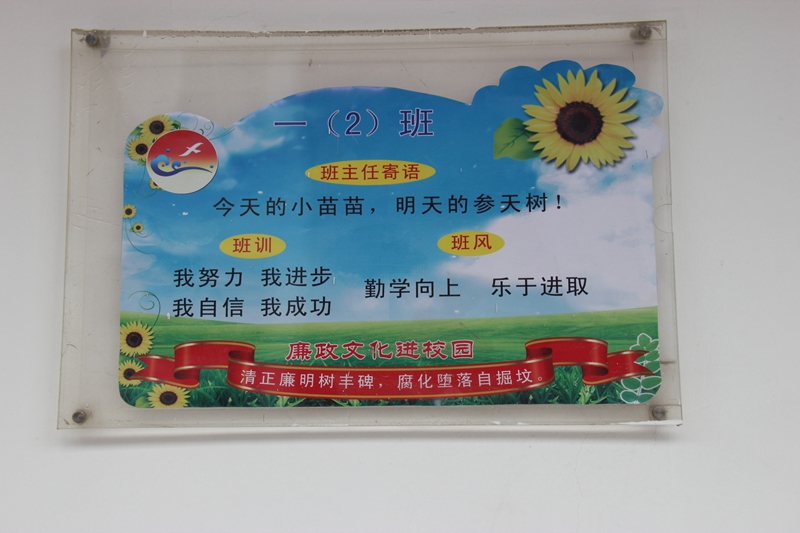 一（2）班
班主任寄语
今天的小苗苗，明天的参天树！
班训
班风
我努力 我进步
我自信 我成功
勤学向上 乐于进取
廉政文化进校园
清正廉明树丰碑，腐化堕落自掘坟。